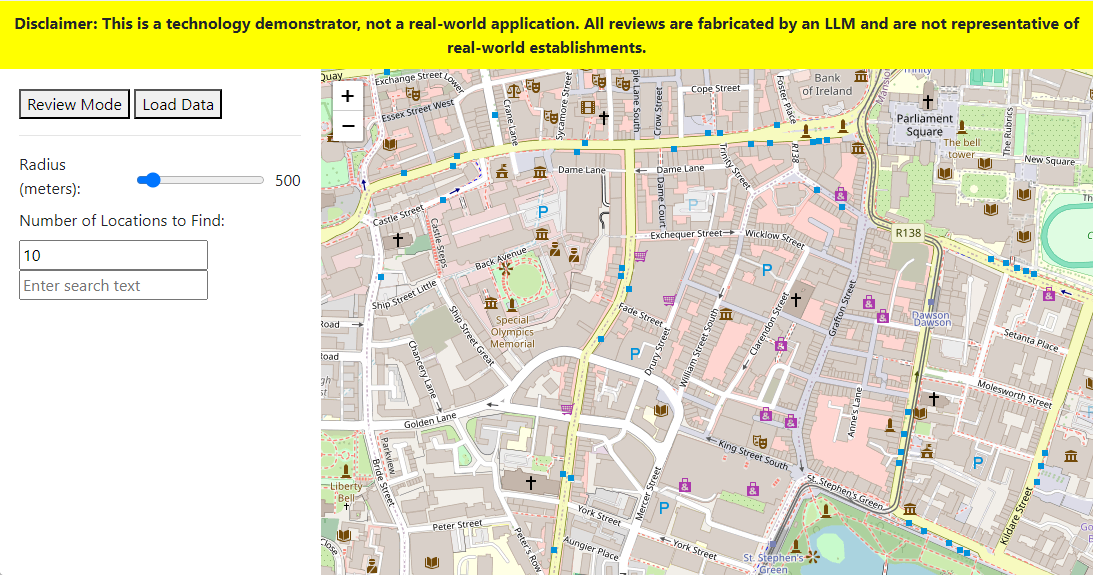 Disclaimer: This is a technology demonstrator, not a real-world application. All reviews are fabricated by an LLM and are not representative of
real-world establishments.
Review Mode
Load Data
Radius
(meters):
500
Number of Locations to Find:
10
Enter search text
+
−
Quay
Exchange Street Lower
Essex Street West
Crane Lane
Sycamore Street
ple Lane South
Crow Street
Cope Street
Foster Place
Bank
of Ireland
Mansion
Trinity
Parliament
Square
The Rubrics
The bell
tower
New Square
Dame Lane
Dame Lane
Trinity Street
R138
Dame Court
Castle Street
Castle Steps
P
P
Exchequer Street
Wicklow Street
R138
Back Avenue
P
Ship Street Little
Ship Street Great
Special
Olympics
Memorial
Fade Street
Drury Street
William Street South
Clarendon Street
Grafton Street
Dawson
Dawson
Setanta Place
Road
Road
Chancery Lane
P
Molesworth Street
Anne's Lane
Golden Lane
King Street South
Parkview
Bride Street
Liberty
Bell
Mercer Street
P
St. Stephen's Green
Kildare Street
Peter Street
Peter's Row
York Street
P
York Street
Aungier Place
St. Stephen's
Green
close